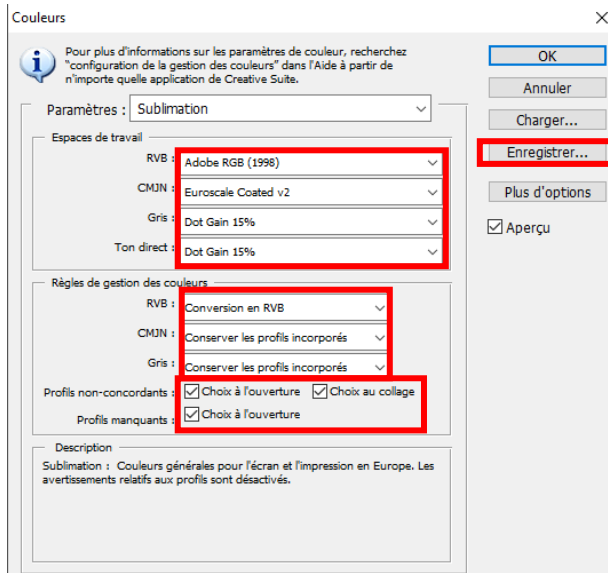 Couleurs
Pour plus d'informations sur les paramètres de couleur, recherchez
"configuration de la gestion des couleurs" dans l'Aide à partir de
n'importe quelle application de Creative Suite.
Paramètres : Sublimation
Espaces de travail
RVB : Adobe RGB (1998)
CMJN : Euroscale Coated v2
Gris : Dot Gain 15%
Ton direct : Dot Gain 15%
Règles de gestion des couleurs
RVB : Conversion en RVB
CMJN : Conserver les profils incorporés
Gris : Conserver les profils incorporés
Profils non-concordants : Choix à l'ouverture Choix au collage
Profils manquants : Choix à l'ouverture
Description
Sublimation : Couleurs générales pour l'écran et l'impression en Europe. Les
avertissements relatifs aux profils sont désactivés.
OK
Annuler
Charger...
Enregistrer...
Plus d'options
Aperçu